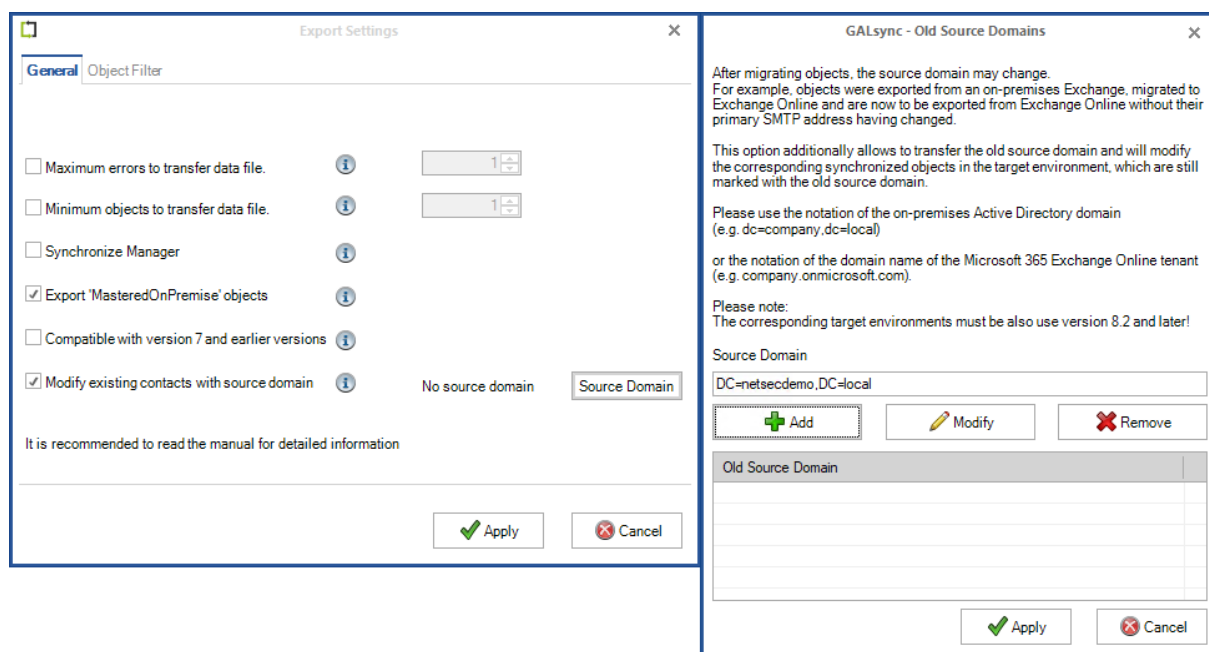 Export Settings
General
Object Filter
Maximum errors to transfer data file.
1
Minimum objects to transfer data file.
1
Synchronize Manager
Export 'MasteredOnPremise' objects
Compatible with version 7 and earlier versions
Modify existing contacts with source domain
No source domain
Source Domain
It is recommended to read the manual for detailed information
Apply
Cancel
GALsync - Old Source Domains
After migrating objects, the source domain may change.
For example, objects were exported from an on-premises Exchange, migrated to
Exchange Online and are now to be exported from Exchange Online without their
primary SMTP address having changed.
This option additionally allows to transfer the old source domain and will modify
the corresponding synchronized objects in the target environment, which are still
marked with the old source domain.
Please use the notation of the on-premises Active Directory domain
(e.g. dc=company,dc=local)
or the notation of the domain name of the Microsoft 365 Exchange Online tenant
(e.g. company.onmicrosoft.com).
Please note:
The corresponding target environments must be also use version 8.2 and later!
Source Domain
DC=netsecdemo,DC=local
Add
Modify
Remove
Old Source Domain
Apply
Cancel